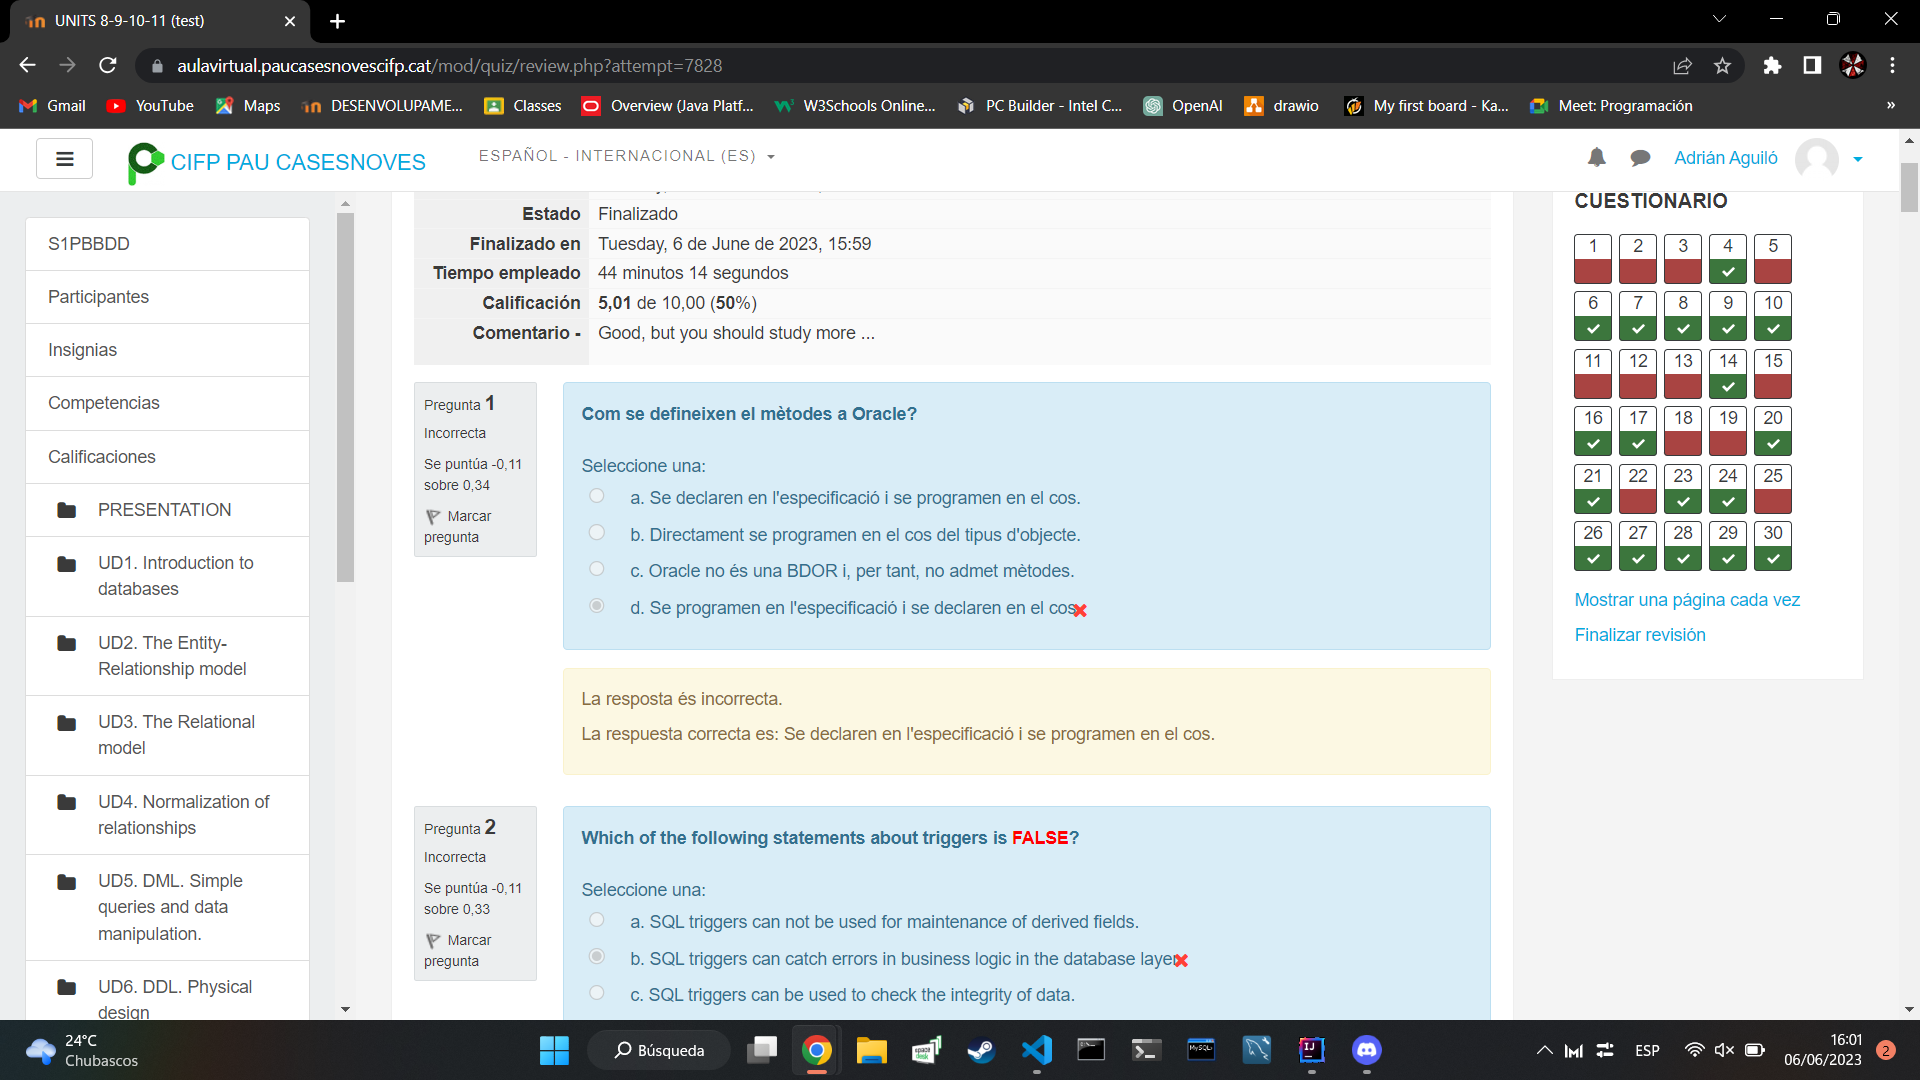 UNITS 8-9-10-11 (test)
aulavirtual.paucasesnovescifp.cat/mod/quiz/review.php?attempt=7828
Gmail
YouTube
Maps
DESENVOLUPAME...
Classes
Overview (Java Platf...
W3Schools Online...
PC Builder - Intel C...
OpenAI
drawio
My first board - Ka...
Meet: Programación
»
CIFP PAU CASESNOVES
ESPAÑOL - INTERNACIONAL (ES)
Adrián Aguiló
S1PBBDD
Participantes
Insignias
Competencias
Calificaciones
PRESENTATION
UD1. Introduction to
databases
UD2. The Entity-
Relationship model
UD3. The Relational
model
UD4. Normalization of
relationships
UD5. DML. Simple
queries and data
manipulation.
UD6. DDL. Physical
design
Estado Finalizado
Finalizado en Tuesday, 6 de June de 2023, 15:59
Tiempo empleado 44 minutos 14 segundos
Calificación 5,01 de 10,00 (50%)
Comentario - Good, but you should study more ...
Pregunta 1
Incorrecta
Se puntúa -0,11
sobre 0,34
Marcar
pregunta
Com se defineixen el mètodes a Oracle?
Seleccione una:
a. Se declaren en l'especificació i se programen en el cos.
b. Directament se programen en el cos del tipus d'objecte.
c. Oracle no és una BDOR i, per tant, no admet mètodes.
d. Se programen en l'especificació i se declaren en el cos
La resposta és incorrecta.
La respuesta correcta es: Se declaren en l'especificació i se programen en el cos.
Pregunta 2
Incorrecta
Se puntúa -0,11
sobre 0,33
Marcar
pregunta
Which of the following statements about triggers is FALSE?
Seleccione una:
a. SQL triggers can not be used for maintenance of derived fields.
b. SQL triggers can catch errors in business logic in the database layer
c. SQL triggers can be used to check the integrity of data.
CUESTIONARIO
1 2 3 4 5
6 7 8 9 10
11 12 13 14 15
16 17 18 19 20
21 22 23 24 25
26 27 28 29 30
Mostrar una página cada vez
Finalizar revisión
24°C
Chubascos
Búsqueda
ESP
16:01
06/06/2023
2